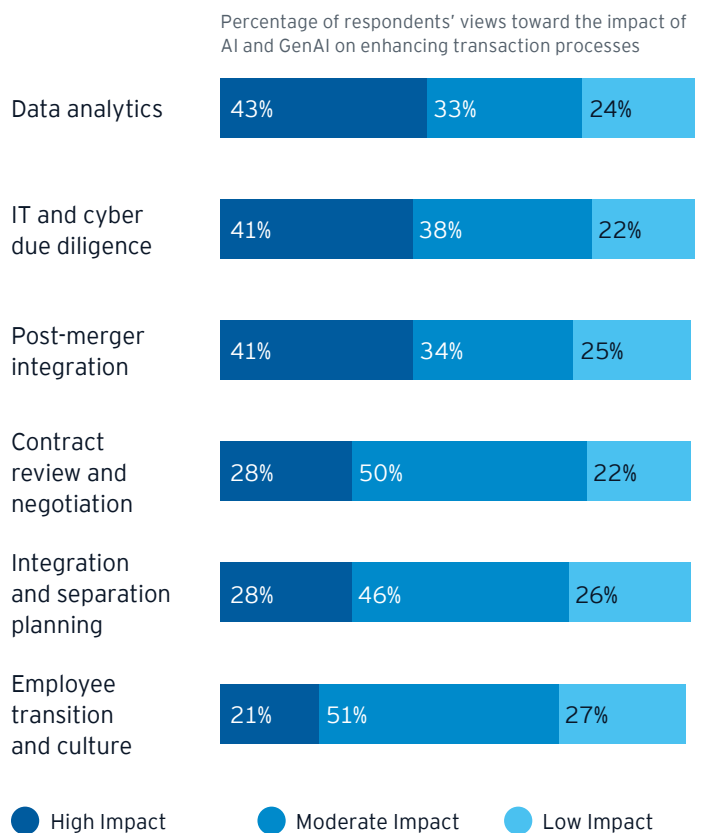 Percentage of respondents’ views toward the impact of
AI and GenAI on enhancing transaction processes
Data analytics
43% 33% 24%
IT and cyber
due diligence
41% 38% 22%
Post-merger
integration
41% 34% 25%
Contract
review and
negotiation
28% 50% 22%
Integration
and separation
planning
28% 46% 26%
Employee
transition
and culture
21% 51% 27%
High Impact Moderate Impact Low Impact